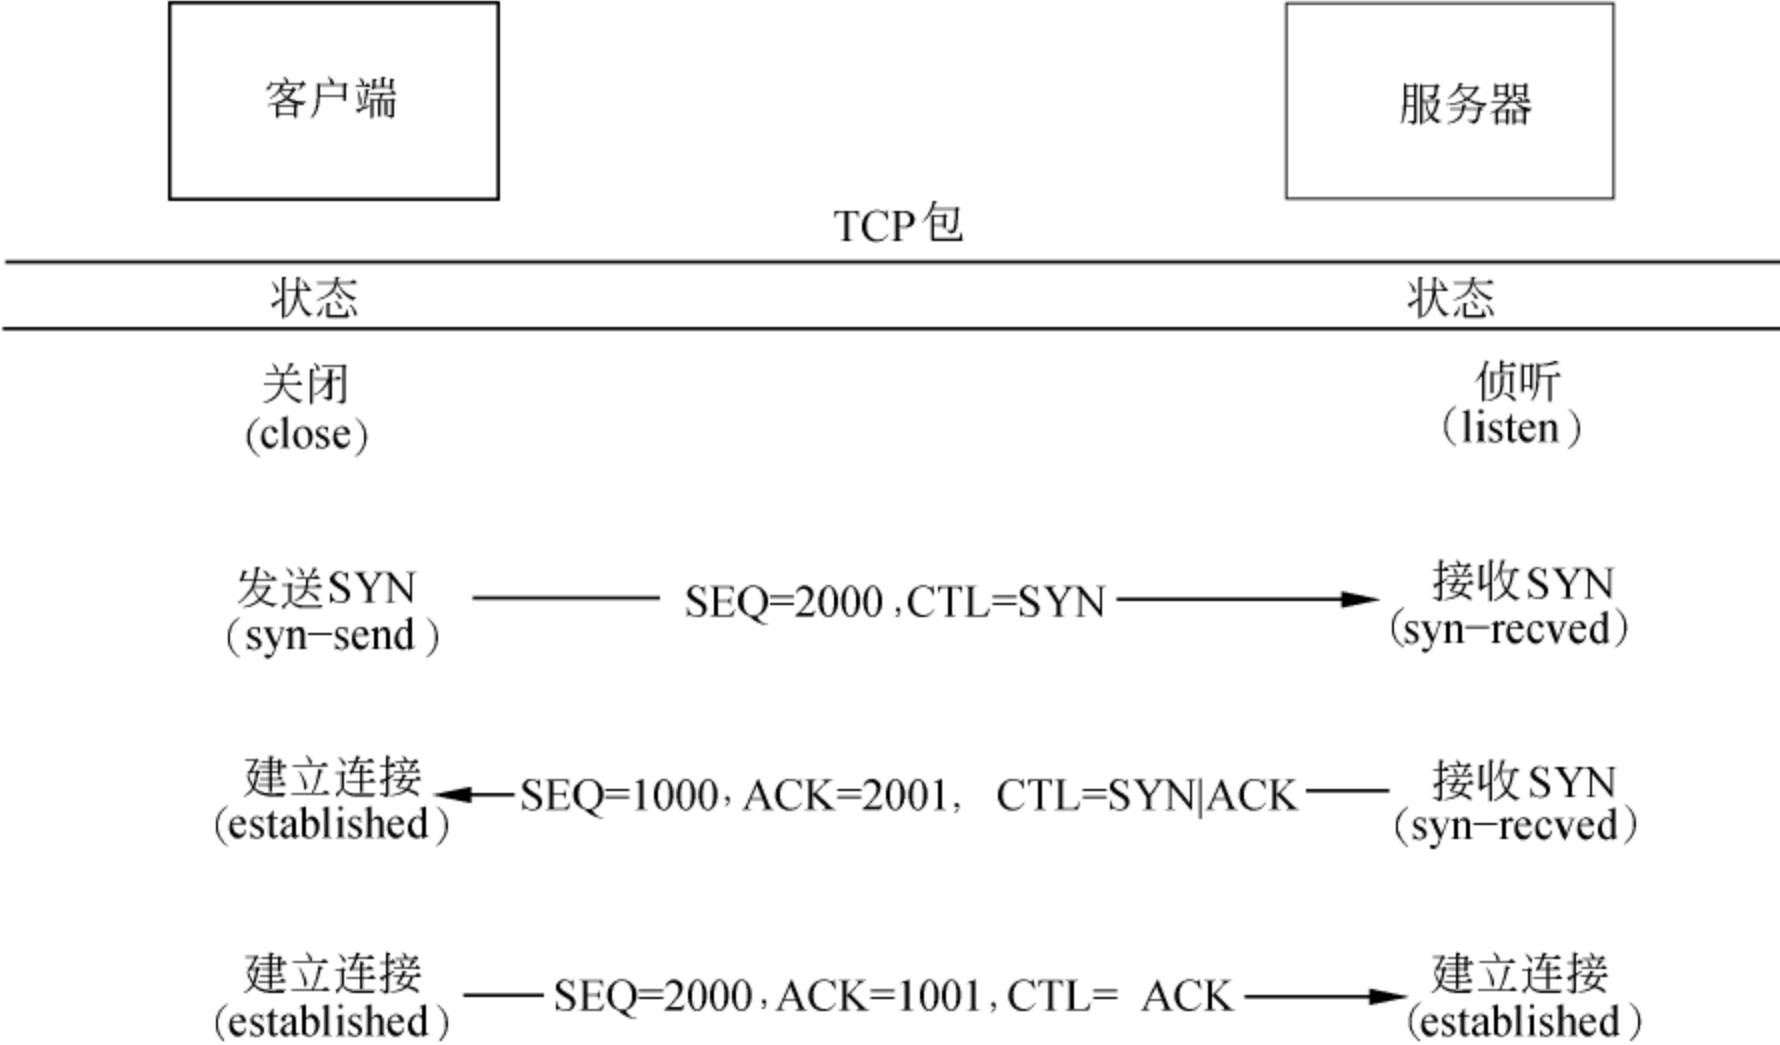 客户端
服务器
TCP包
状态
状态
关闭
(close)
侦听
(listen)
发送SYN
(syn-send)
SEQ=2000,CTL=SYN
接收SYN
(syn-recved)
建立连接
(established)
SEQ=1000, ACK=2001, CTL=SYN|ACK
接收SYN
(syn-recved)
建立连接
(established)
SEQ=2000, ACK=1001, CTL= ACK
建立连接
(established)